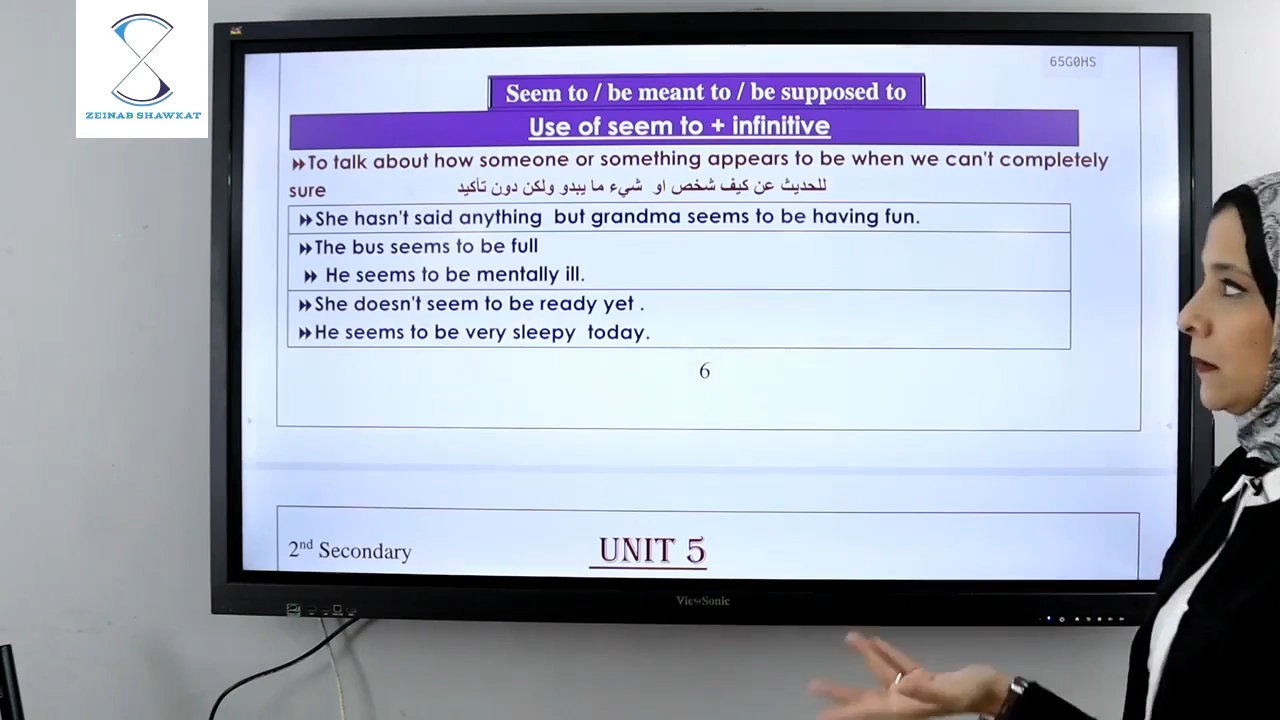 ZEINAB SHAWKAT
65G0HS
Seem to / be meant to / be supposed to
Use of seem to + infinitive
To talk about how someone or something appears to be when we can't completely
sure للحديث عن كيف شخص او شيء ما يبدو ولكن دون تأكيد
She hasn't said anything but grandma seems to be having fun.
The bus seems to be full
He seems to be mentally ill.
She doesn't seem to be ready yet .
He seems to be very sleepy today.
6
2nd Secondary UNIT 5
ViewSonic